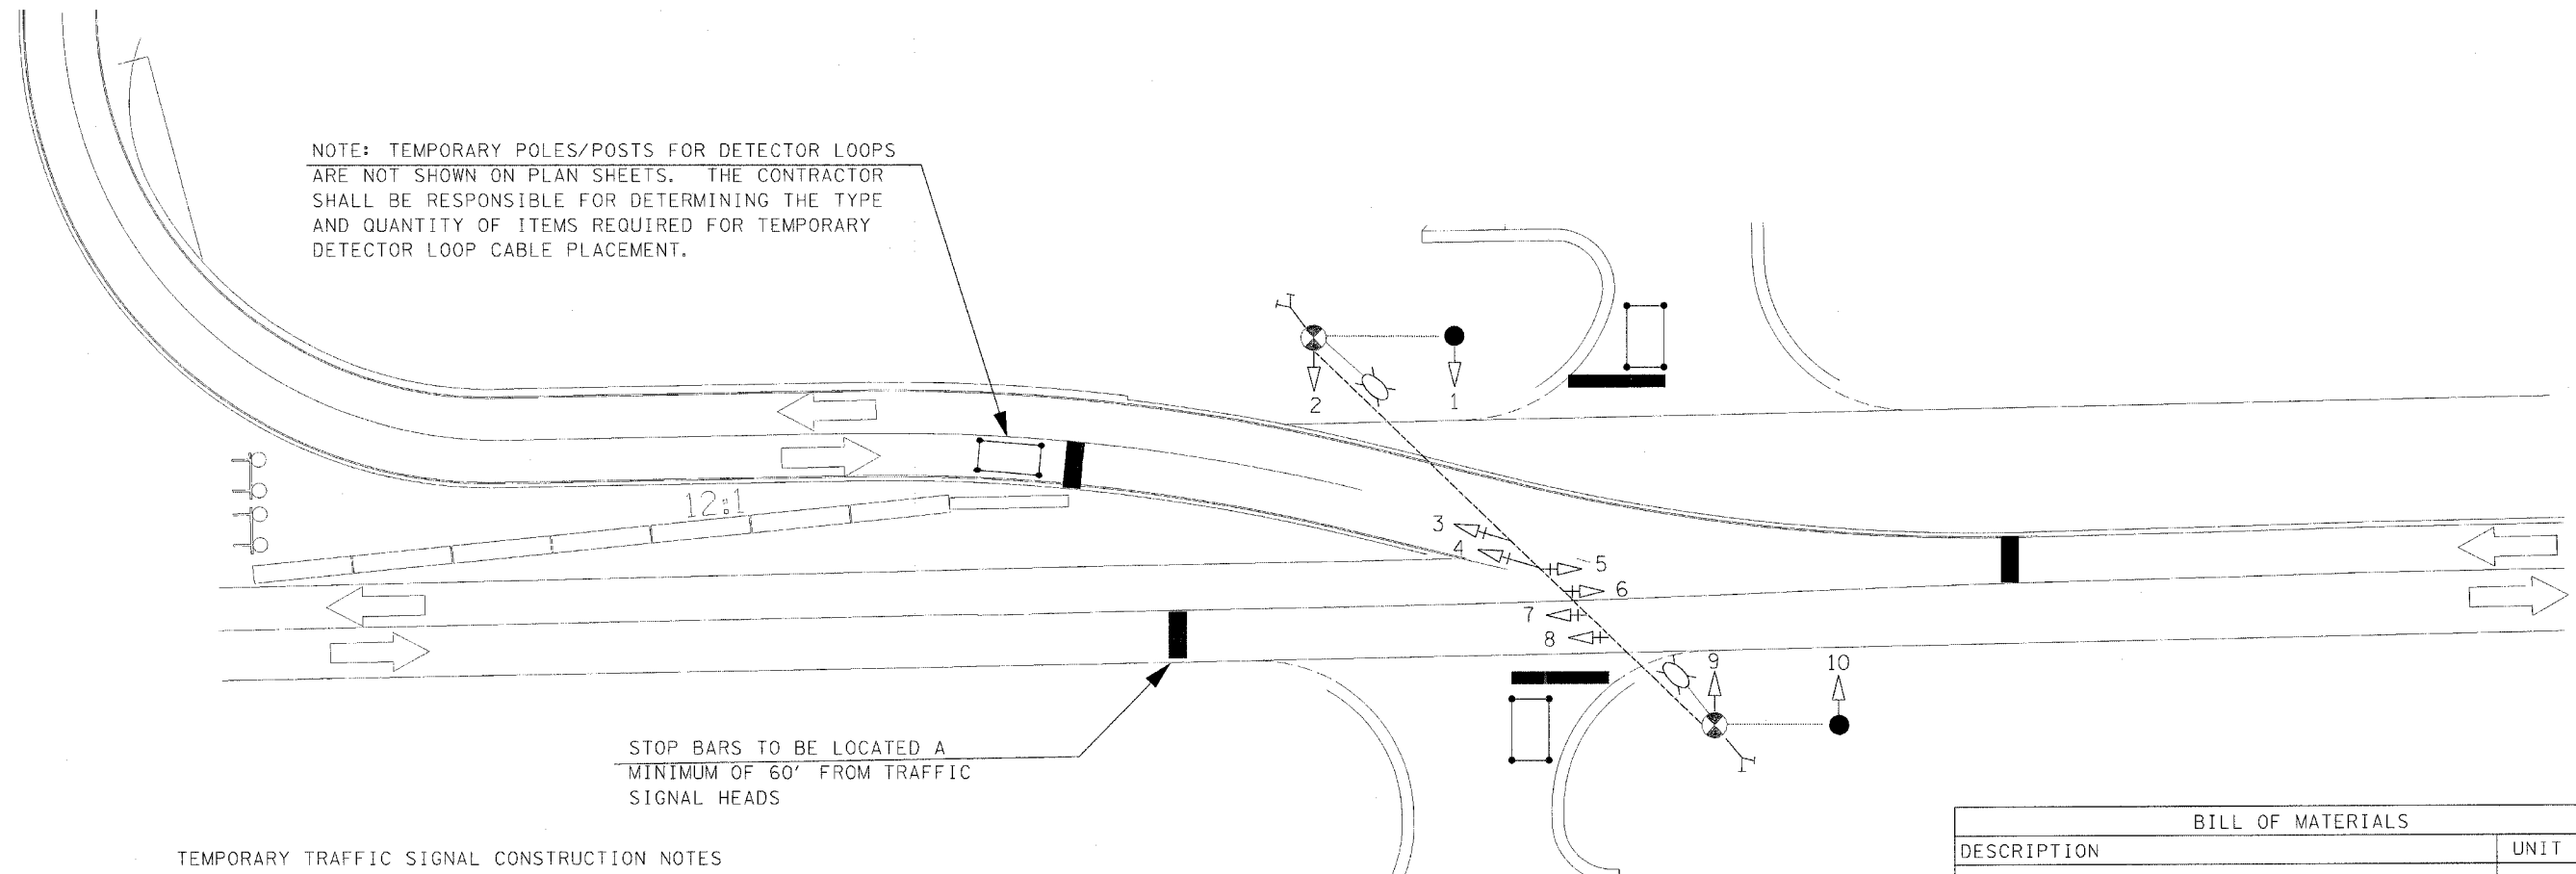 NOTE: TEMPORARY POLES/POSTS FOR DETECTOR LOOPS
ARE NOT SHOWN ON PLAN SHEETS. THE CONTRACTOR
SHALL BE RESPONSIBLE FOR DETERMINING THE TYPE
AND QUANTITY OF ITEMS REQUIRED FOR TEMPORARY
DETECTOR LOOP CABLE PLACEMENT.
2
1
12:1
3
4
5
6
7
8
9
10
STOP BARS TO BE LOCATED A
MINIMUM OF 60' FROM TRAFFIC
SIGNAL HEADS
BILL OF MATERIALS
DESCRIPTION
UNIT
TEMPORARY TRAFFIC SIGNAL CONSTRUCTION NOTES